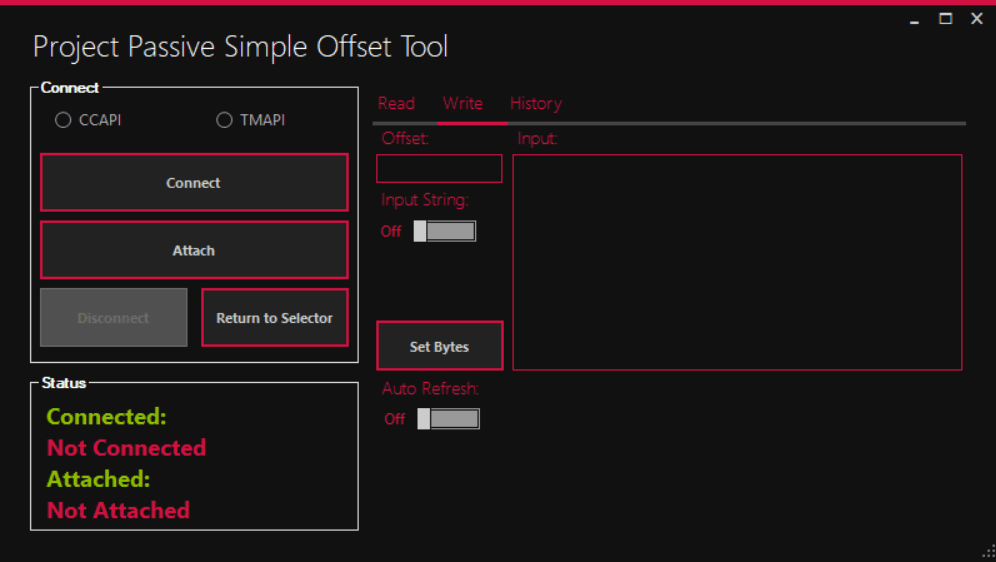 Project Passive Simple Offset Tool
Connect
CCAPI TMAPI
Connect
Attach
Disconnect Return to Selector
Status
Connected:
Not Connected
Attached:
Not Attached
Read Write History
Offset: Input:
Input String:
Off
Set Bytes
Auto Refresh:
Off